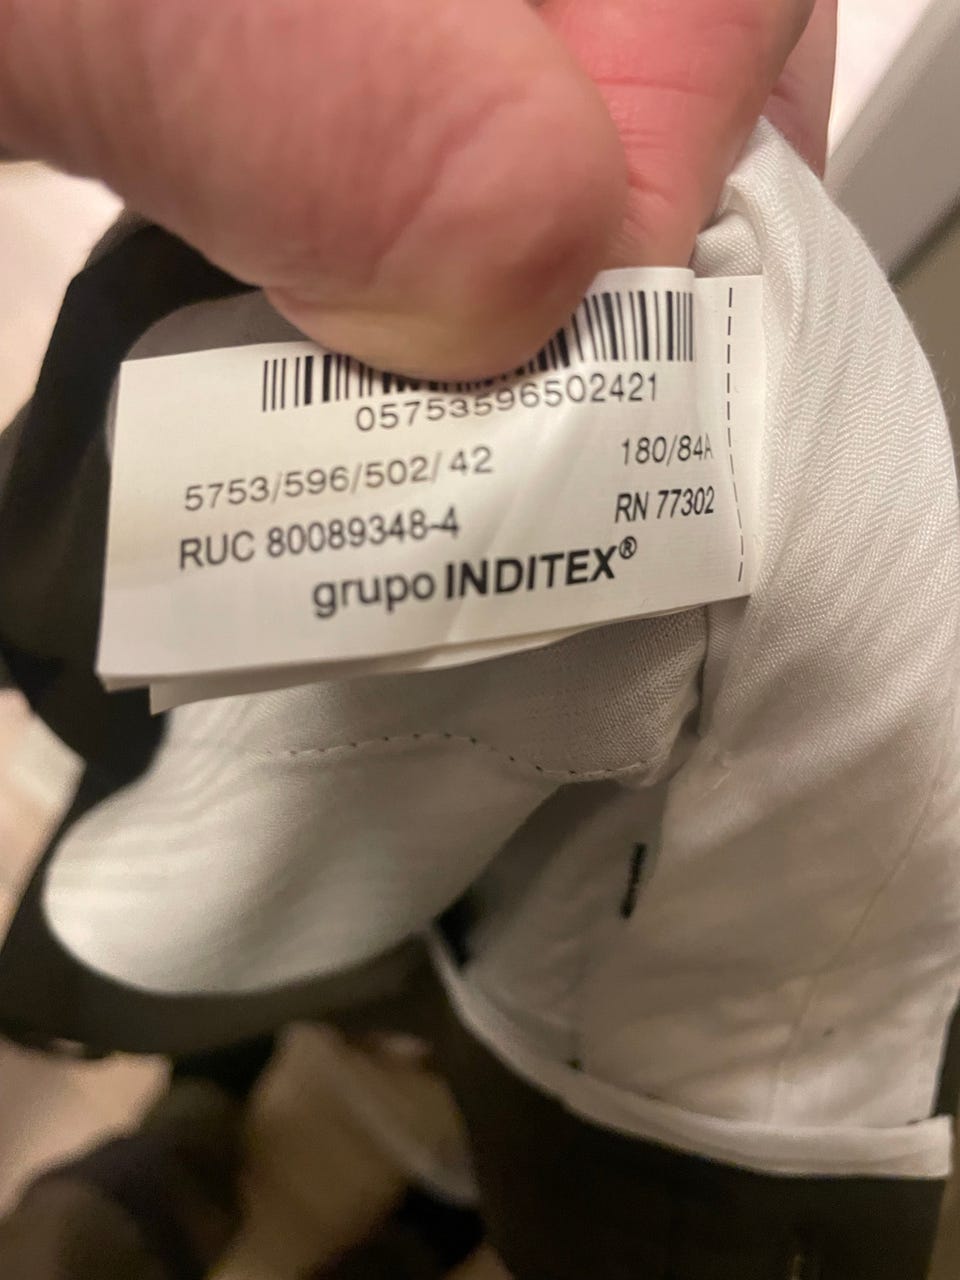 05753596502421
5753/596/502/ 42 180/84A
RUC 80089348-4 RN 77302
grupo INDITEX®